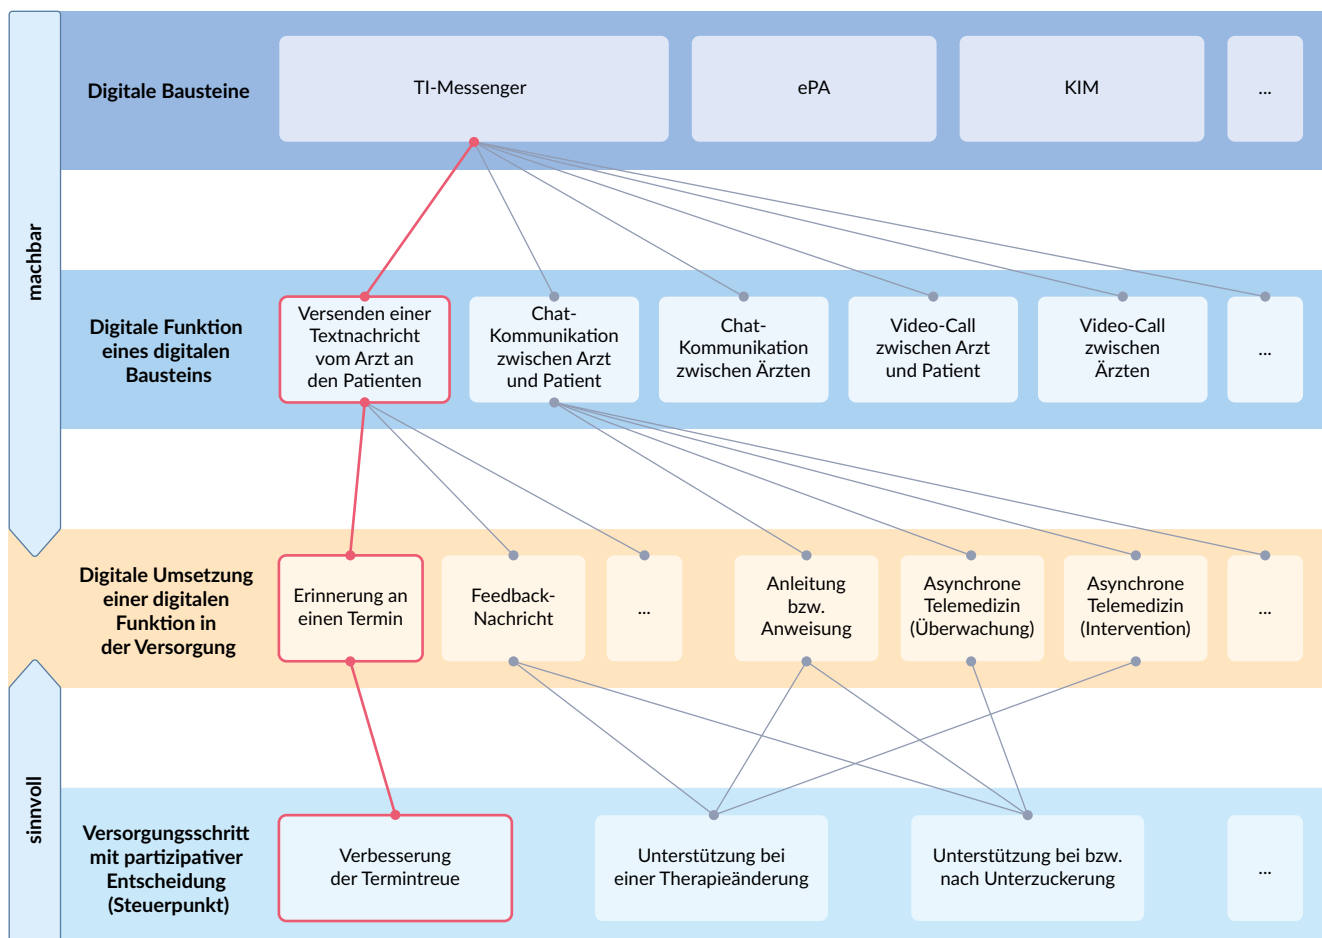 machbar
Digitale Bausteine
TI-Messenger
ePA
KIM
...
Digitale Funktion
eines digitalen
Bausteins
Versenden einer
Textnachricht
vom Arzt an
den Patienten
Chat-
Kommunikation
zwischen Arzt
und Patient
Chat-
Kommunikation
zwischen Ärzten
Video-Call
zwischen Arzt
und Patient
Video-Call
zwischen
Ärzten
...
Digitale Umsetzung
einer digitalen
Funktion in
der Versorgung
Erinnerung an
einen Termin
Feedback-
Nachricht
...
Anleitung
bzw.
Anweisung
Asynchrone
Telemedizin
(Überwachung)
Asynchrone
Telemedizin
(Intervention)
...
sinnvoll
Versorgungsschritt
mit partizipativer
Entscheidung
(Steuerpunkt)
Verbesserung
der Termintreue
Unterstützung bei
einer Therapieänderung
Unterstützung bei bzw.
nach Unterzuckerung
...